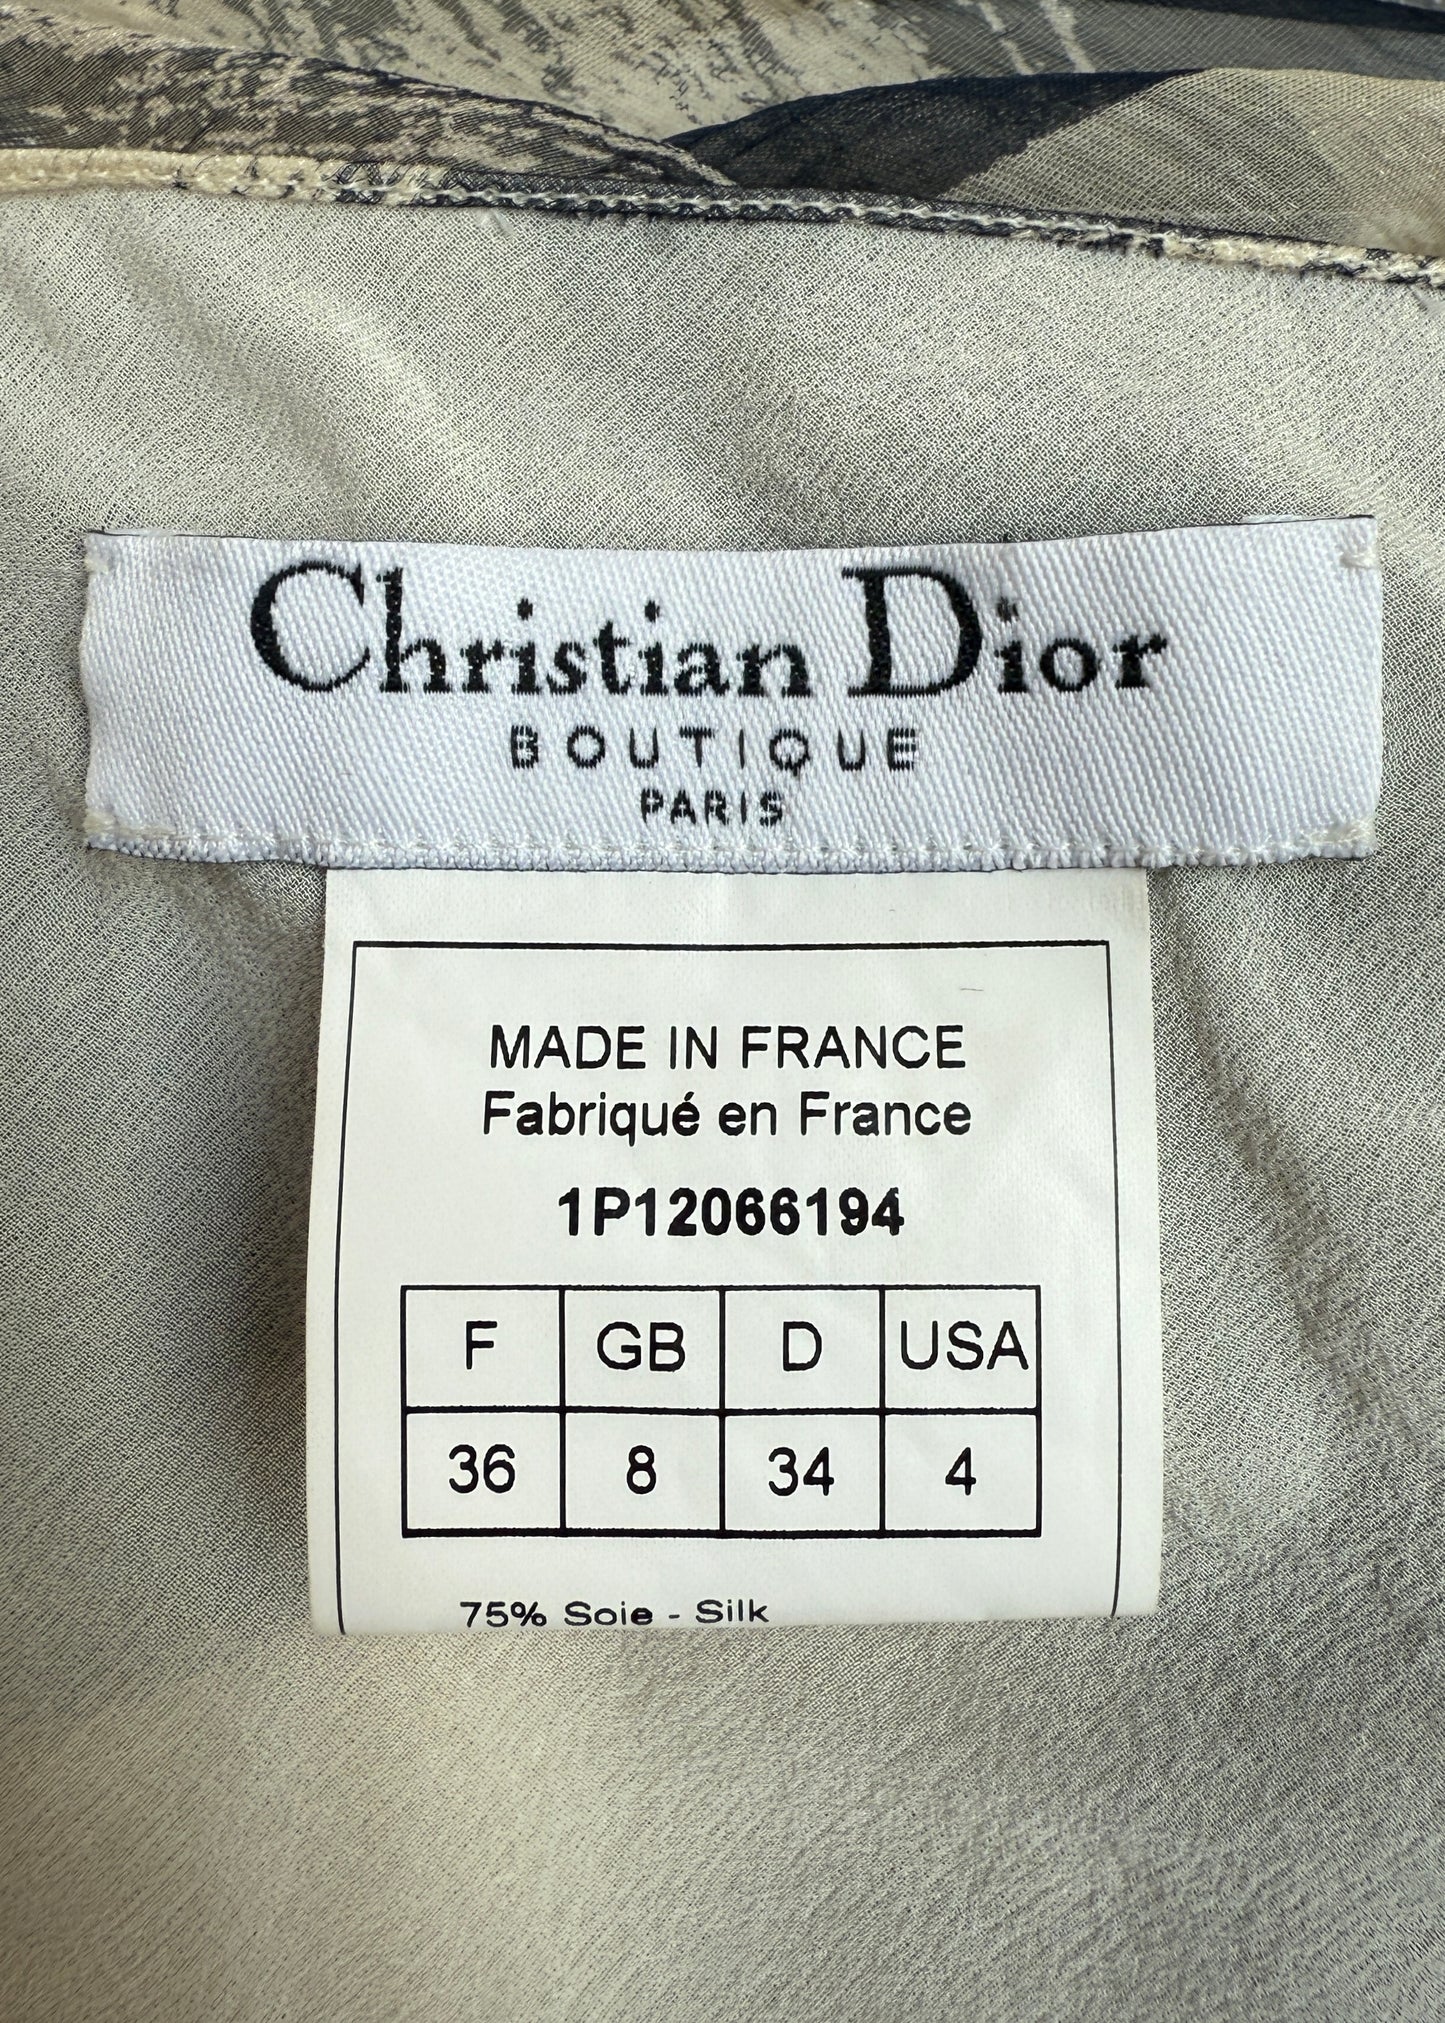 Christian Dior
BOUTIQUE
PARIS
MADE IN FRANCE
Fabriqué en France
1P12066194
F GB D USA
36 8 34 4
75% Soie - Silk